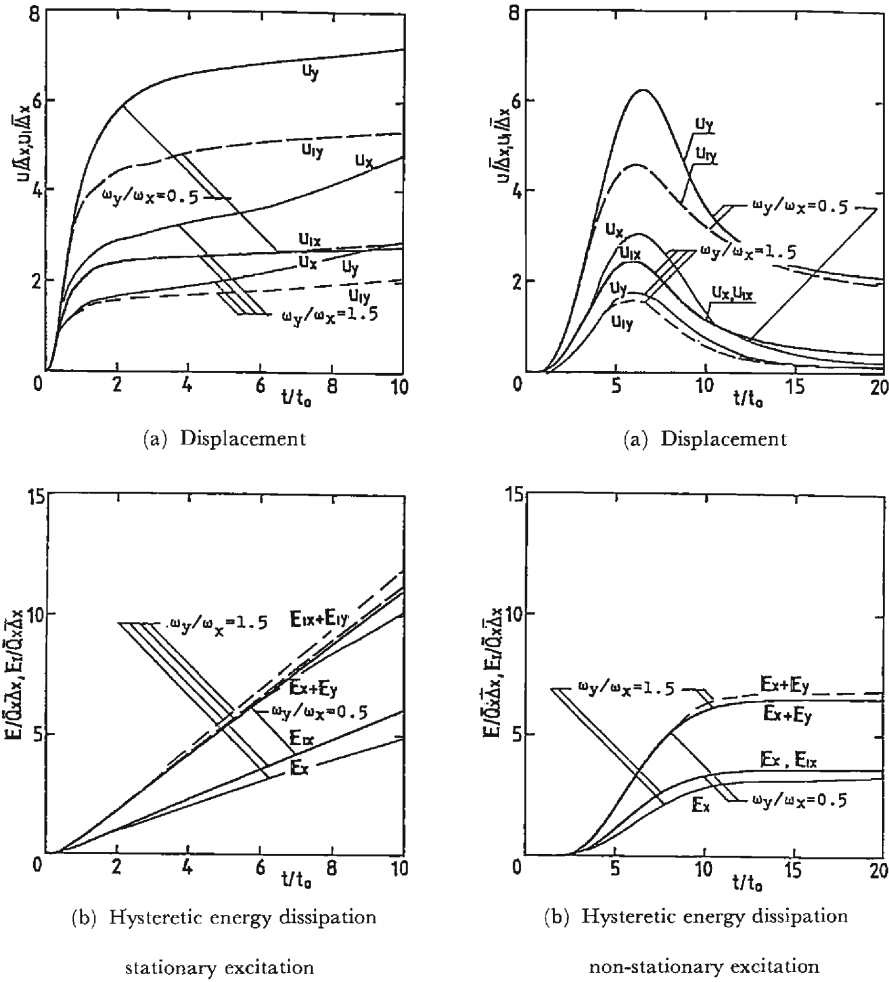 8
6
4
2
0
u/Δ̄x,uI/Δ̄x
uy
uIy
ux
ωy/ωx=0.5
uIx
ux
uy
uIy
ωy/ωx=1.5
2
4
6
8
10
t/to
(a) Displacement
8
6
4
2
0
u/Δ̄x,uI/Δ̄x
uy
uIy
ωy/ωx=0.5
ux
uIx
ωy/ωx=1.5
uy
ux,uIx
uIy
5
10
15
20
t/to
(a) Displacement
15
10
5
0
E/Q̄xΔ̄x, EI/Q̄xΔ̄x
ωy/ωx=1.5
EIx+EIy
Ex+Ey
ωy/ωx=0.5
EIx
Ex
2
4
6
8
10
t/to
(b) Hysteretic energy dissipation
stationary excitation
15
10
5
0
E/Q̄xΔ̄x, EI/Q̄xΔ̄x
ωy/ωx=1.5
Ex+Ey
Ex+Ey
Ex, EIx
Ex
ωy/ωx=0.5
5
10
15
20
t/to
(b) Hysteretic energy dissipation
non-stationary excitation